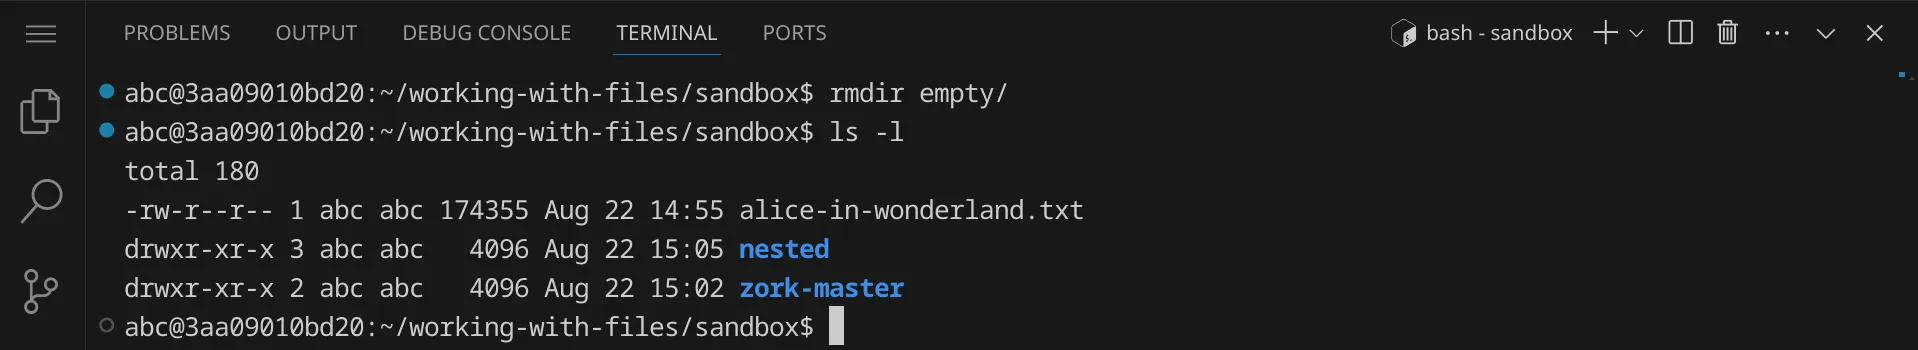 PROBLEMS OUTPUT DEBUG CONSOLE TERMINAL PORTS bash - sandbox
abc@3aa09010bd20:~/working-with-files/sandbox$ rmdir empty/
abc@3aa09010bd20:~/working-with-files/sandbox$ ls -l
total 180
-rw-r--r-- 1 abc abc 174355 Aug 22 14:55 alice-in-wonderland.txt
drwxr-xr-x 3 abc abc   4096 Aug 22 15:05 nested
drwxr-xr-x 2 abc abc   4096 Aug 22 15:02 zork-master
abc@3aa09010bd20:~/working-with-files/sandbox$